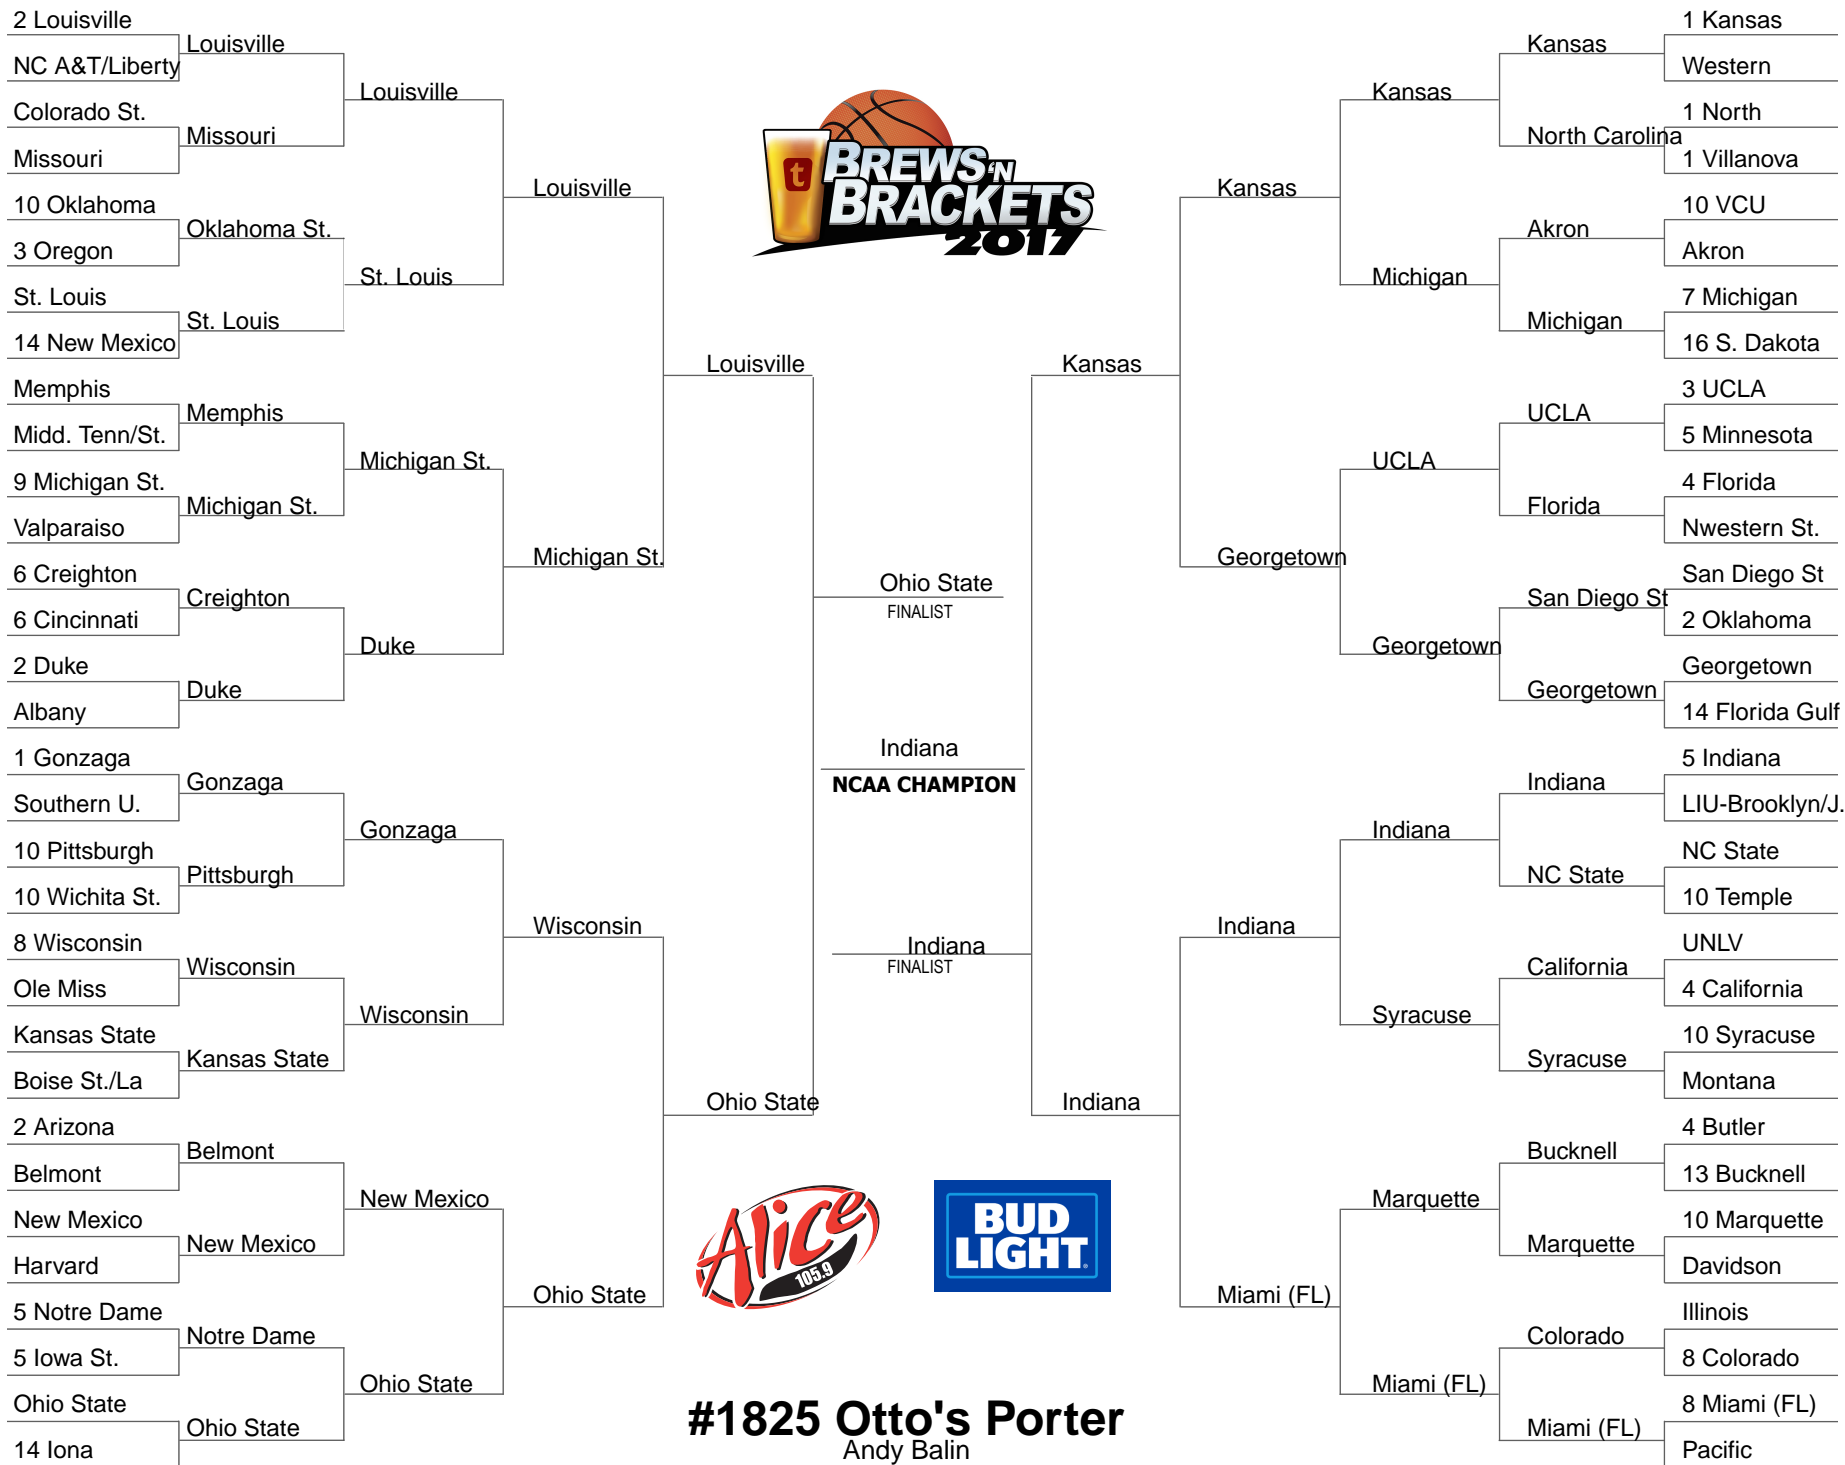 2 Louisville
NC A&T/Liberty
Colorado St.
Missouri
10 Oklahoma
3 Oregon
St. Louis
14 New Mexico
Memphis
Midd. Tenn/St.
9 Michigan St.
Valparaiso
6 Creighton
6 Cincinnati
2 Duke
Albany
1 Gonzaga
Southern U.
10 Pittsburgh
10 Wichita St.
8 Wisconsin
Ole Miss
Kansas State
Boise St./La
2 Arizona
Belmont
New Mexico
Harvard
5 Notre Dame
5 Iowa St.
Ohio State
14 Iona
Louisville
Missouri
Oklahoma St.
St. Louis
Memphis
Michigan St.
Creighton
Duke
Gonzaga
Pittsburgh
Wisconsin
Kansas State
Belmont
New Mexico
Notre Dame
Ohio State
Louisville
St. Louis
Michigan St.
Duke
Gonzaga
Wisconsin
New Mexico
Ohio State
Louisville
Michigan St.
Wisconsin
Ohio State
Louisville
Ohio State
t
BREWS 'N
BRACKETS
2017
Ohio State
FINALIST
Indiana
NCAA CHAMPION
Indiana
FINALIST
Alice
105.9
BUD
LIGHT
#1825 Otto's Porter
Andy Balin
Kansas
Indiana
Kansas
Georgetown
Indiana
Miami (FL)
Kansas
Michigan
UCLA
Georgetown
Indiana
Syracuse
Marquette
Miami (FL)
Kansas
North Carolina
Akron
Michigan
UCLA
Florida
San Diego St
Georgetown
Indiana
NC State
California
Syracuse
Bucknell
Marquette
Colorado
Miami (FL)
1 Kansas
Western
1 North
1 Villanova
10 VCU
Akron
7 Michigan
16 S. Dakota
3 UCLA
5 Minnesota
4 Florida
Nwestern St.
San Diego St
2 Oklahoma
Georgetown
14 Florida Gulf
5 Indiana
LIU-Brooklyn/J.
NC State
10 Temple
UNLV
4 California
10 Syracuse
Montana
4 Butler
13 Bucknell
10 Marquette
Davidson
Illinois
8 Colorado
8 Miami (FL)
Pacific